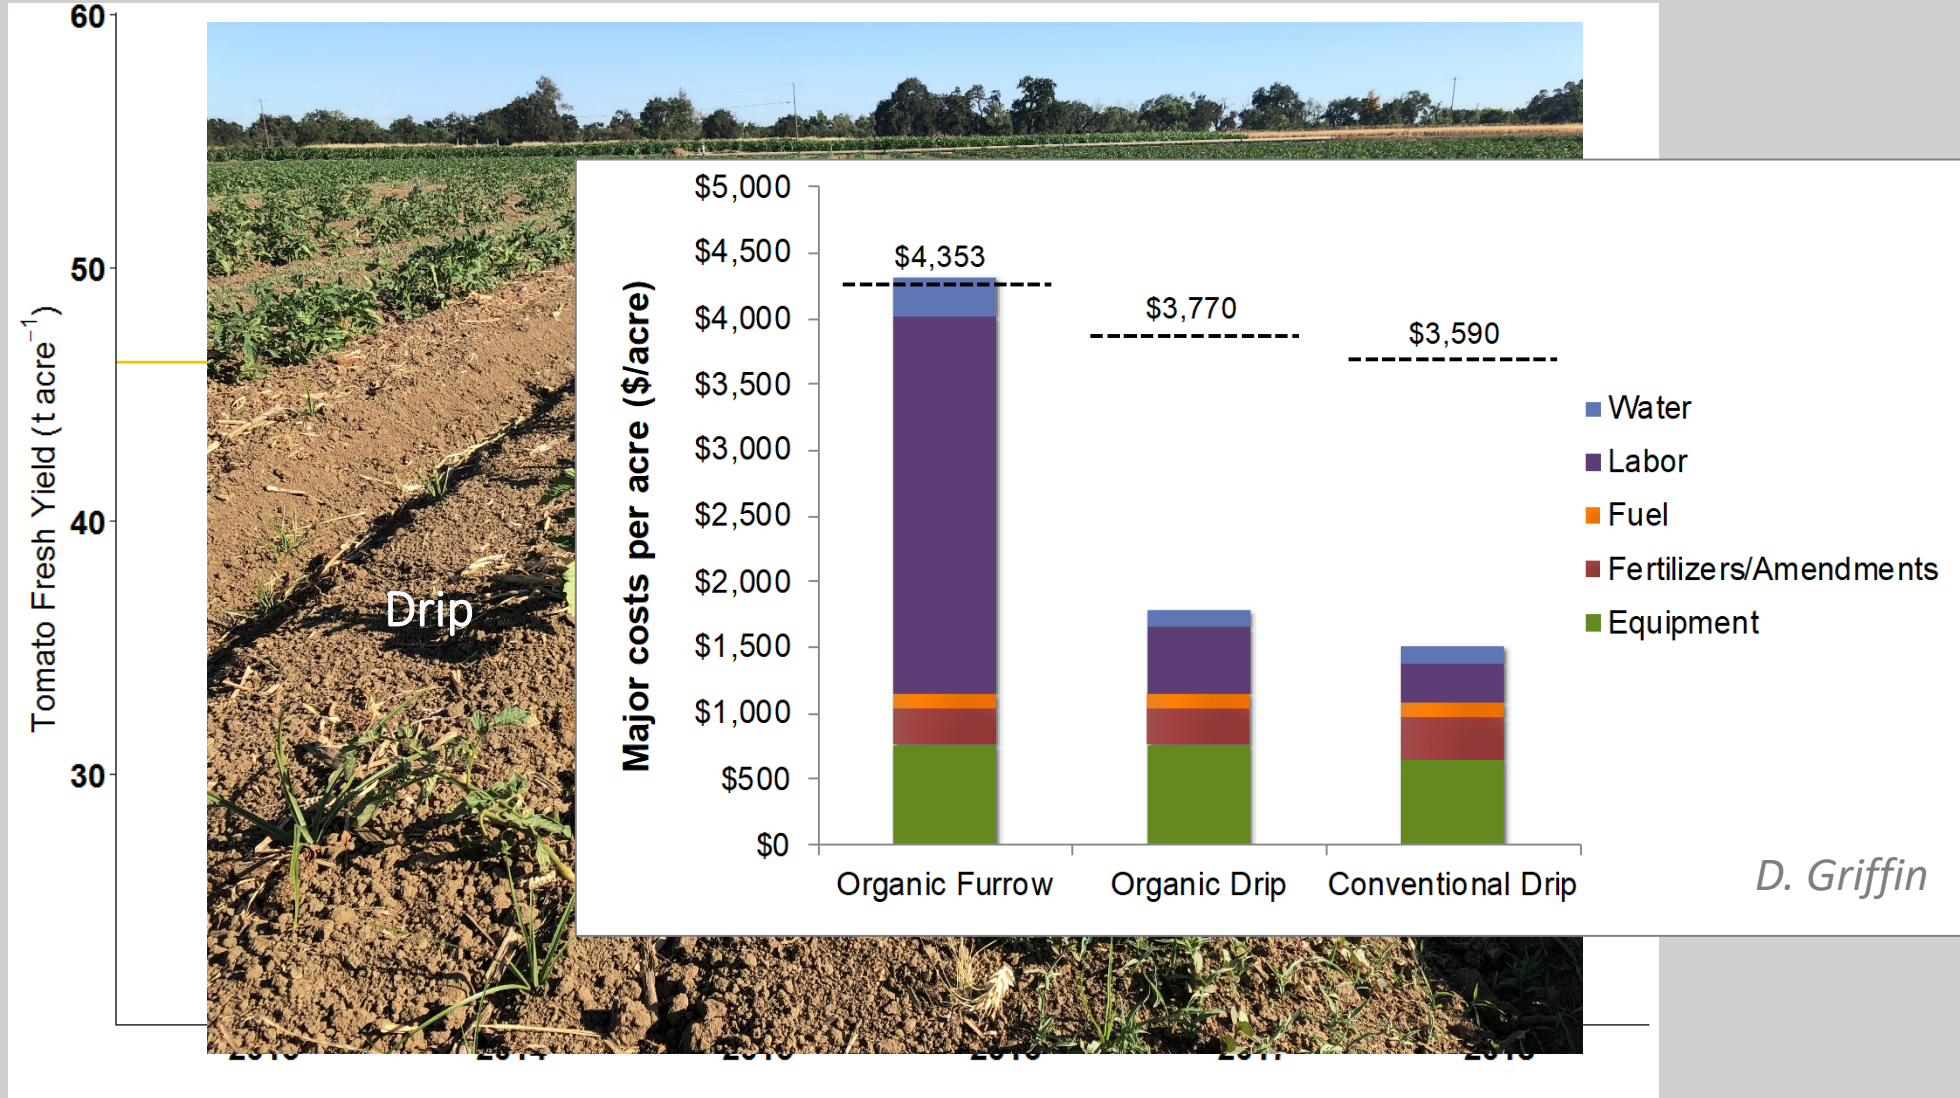 60
50
40
30
Tomato Fresh Yield (t acre⁻¹)
Drip
$5,000
$4,500
$4,000
$3,500
$3,000
$2,500
$2,000
$1,500
$1,000
$500
$0
Major costs per acre ($/acre)
$4,353
$3,770
$3,590
Water
Labor
Fuel
Fertilizers/Amendments
Equipment
Organic Furrow Organic Drip Conventional Drip
D. Griffin